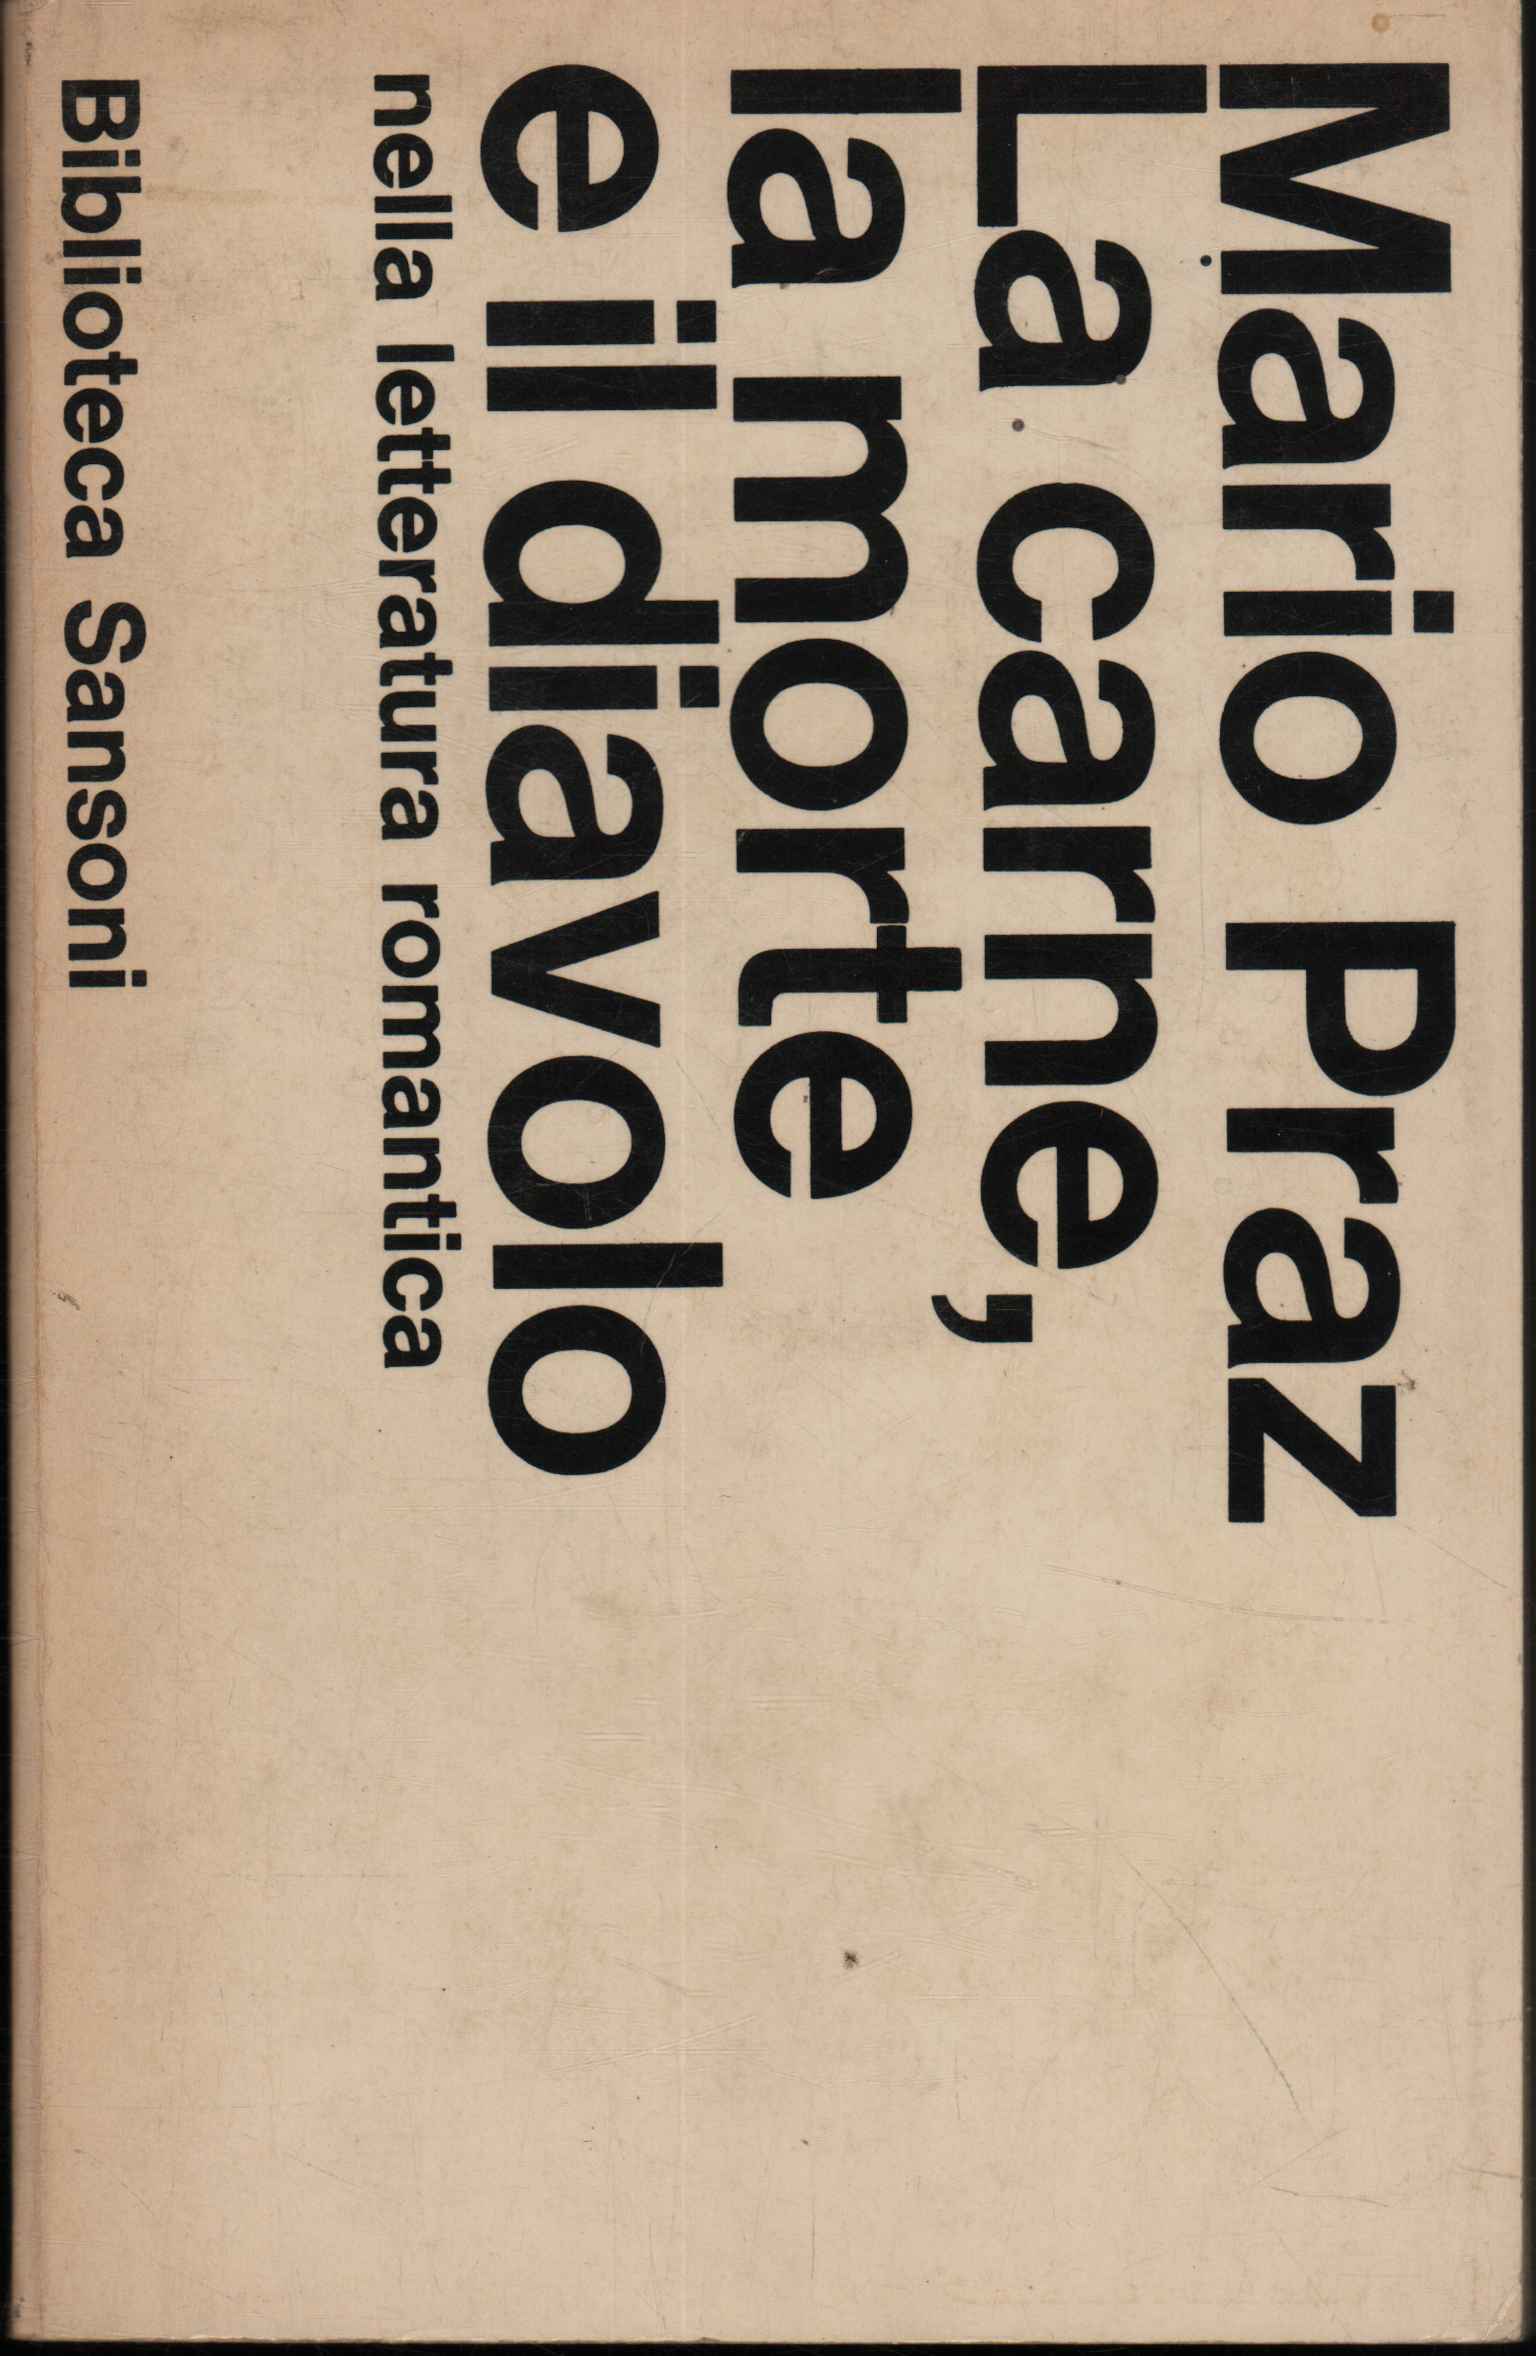 Mario Praz
La carne,
la morte
e il diavolo
nella letteratura romantica
Biblioteca Sansoni